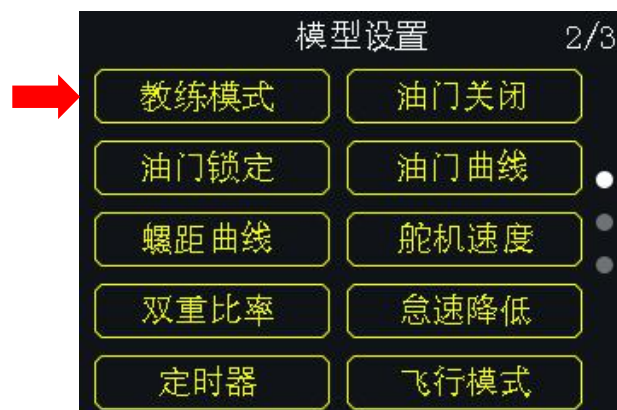 模型设置 2/3
教练模式 油门关闭
油门锁定 油门曲线
螺距曲线 舵机速度
双重比率 怠速降低
定时器 飞行模式